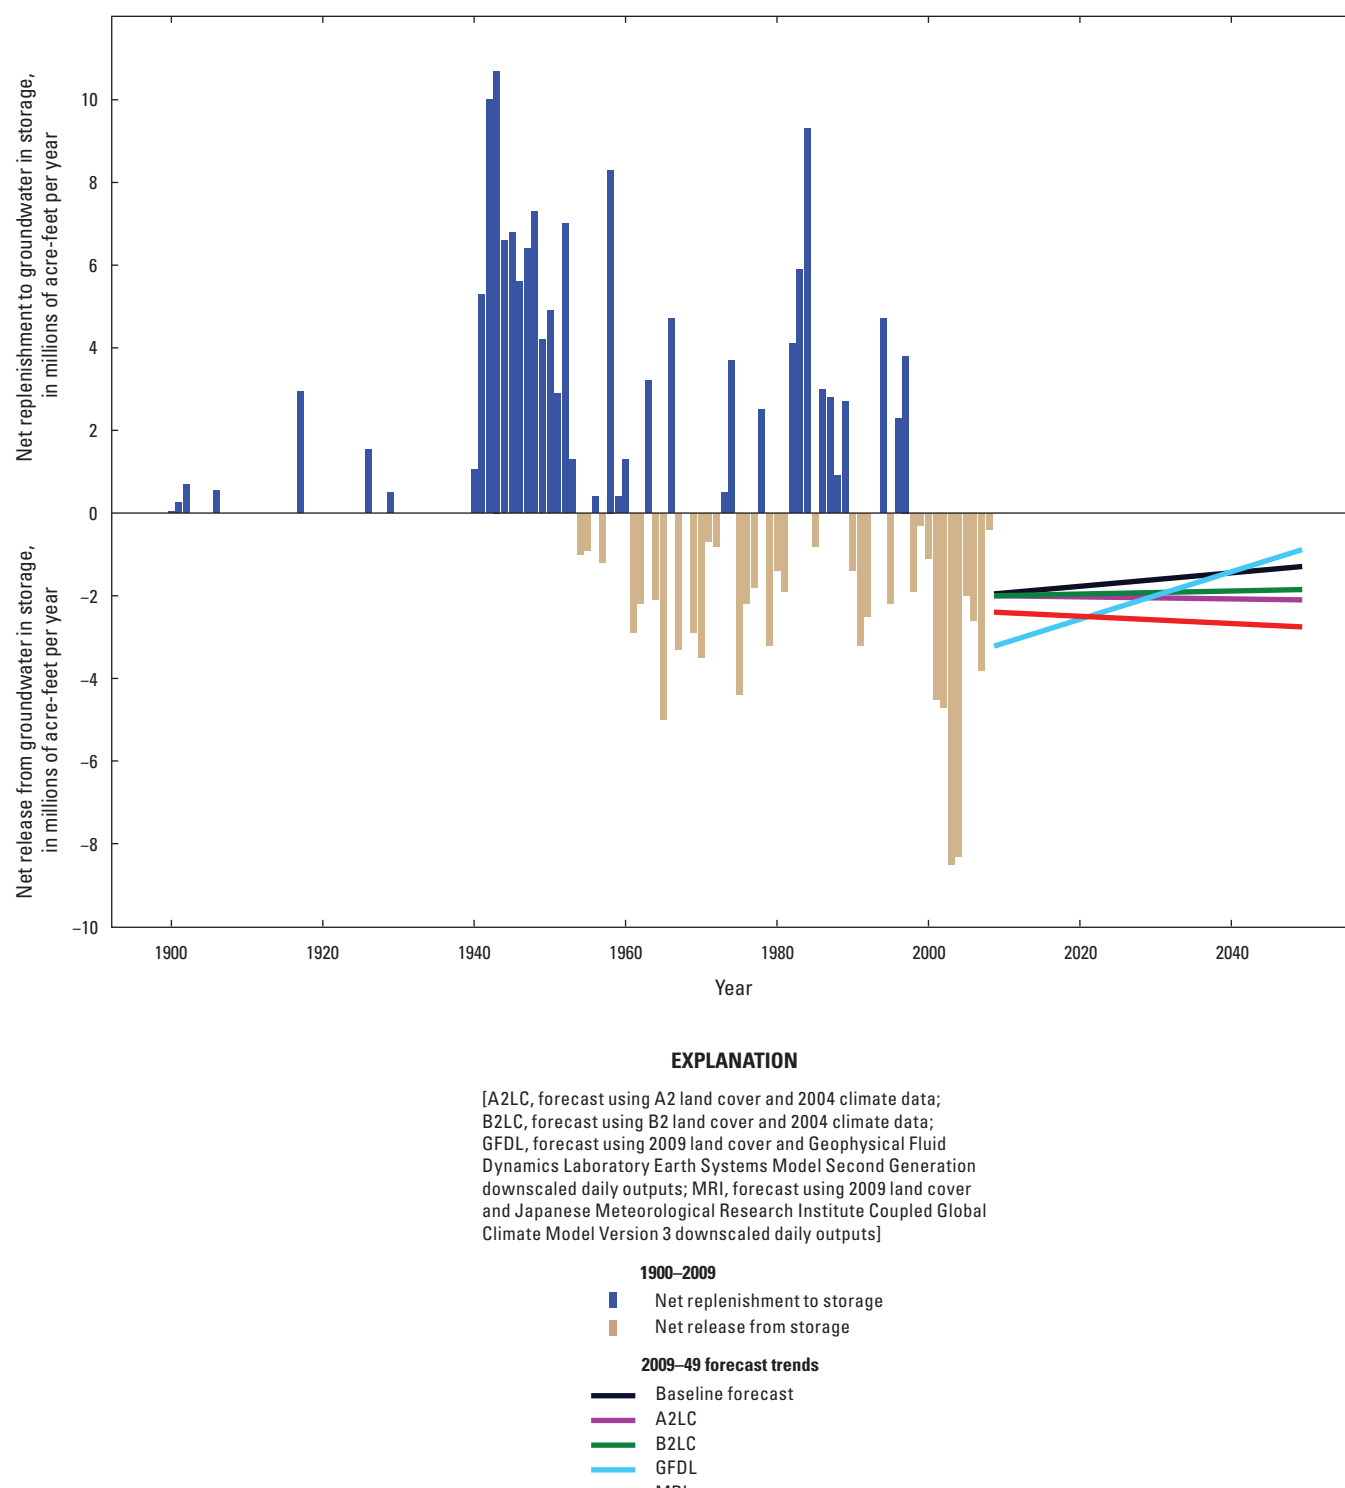 Net replenishment to groundwater in storage,
in millions of acre-feet per year
Net release from groundwater in storage,
in millions of acre-feet per year
10
8
6
4
2
0
–2
–4
–6
–8
–10
1900 1920 1940 1960 1980 2000 2020 2040
Year
EXPLANATION
[A2LC, forecast using A2 land cover and 2004 climate data;
B2LC, forecast using B2 land cover and 2004 climate data;
GFDL, forecast using 2009 land cover and Geophysical Fluid
Dynamics Laboratory Earth Systems Model Second Generation
downscaled daily outputs; MRI, forecast using 2009 land cover
and Japanese Meteorological Research Institute Coupled Global
Climate Model Version 3 downscaled daily outputs]
1900–2009
Net replenishment to storage
Net release from storage
2009–49 forecast trends
Baseline forecast
A2LC
B2LC
GFDL